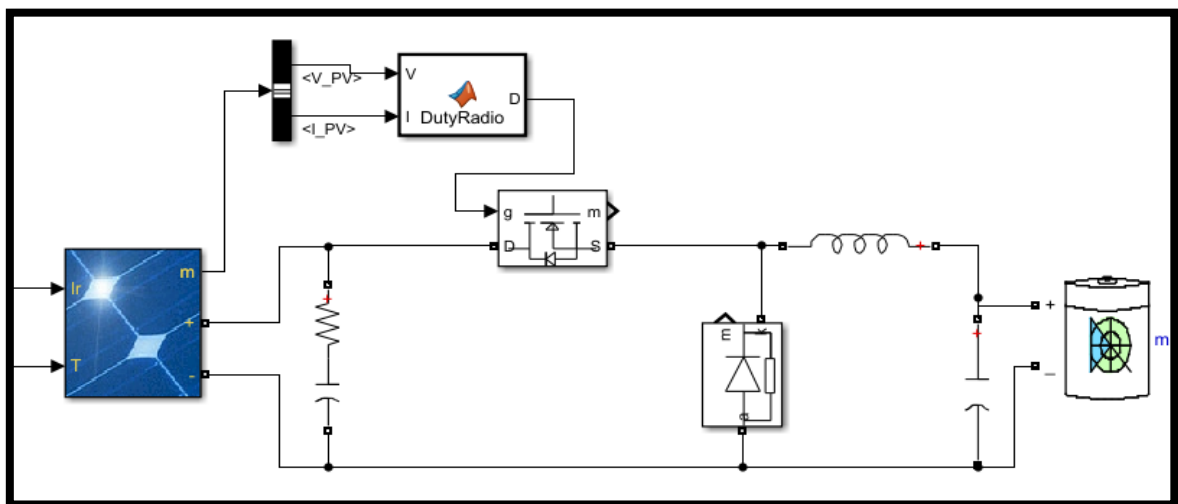 <V_PV>
<I_PV>
V
I
D
DutyRadio
g
m
D
S
Ir
T
m
+
-
+
+
m
k
a
+
+
_
m